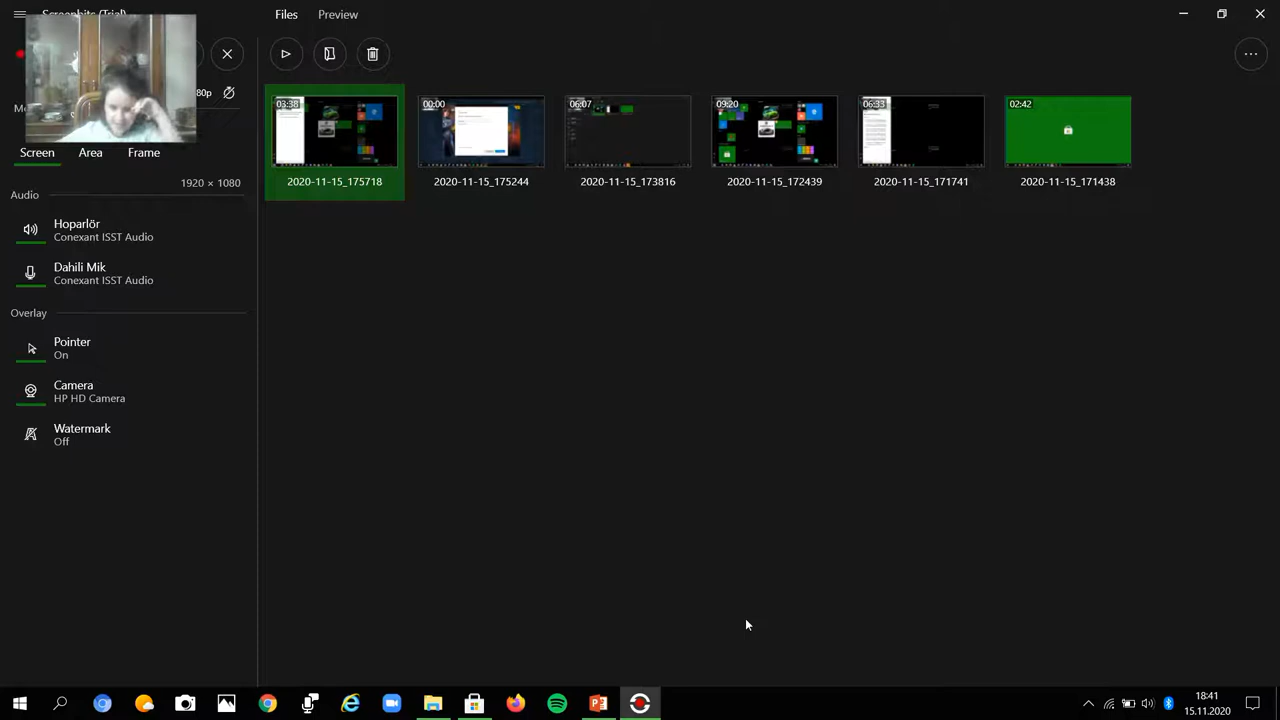 Files
Preview
80p
Screen
Area
Frame
1920 × 1080
Audio
Hoparlör
Conexant ISST Audio
Dahili Mik
Conexant ISST Audio
Overlay
Pointer
On
Camera
HP HD Camera
Watermark
Off
03:38
00:00
06:07
09:20
06:33
02:42
2020-11-15_175718
2020-11-15_175244
2020-11-15_173816
2020-11-15_172439
2020-11-15_171741
2020-11-15_171438
18:41
15.11.2020